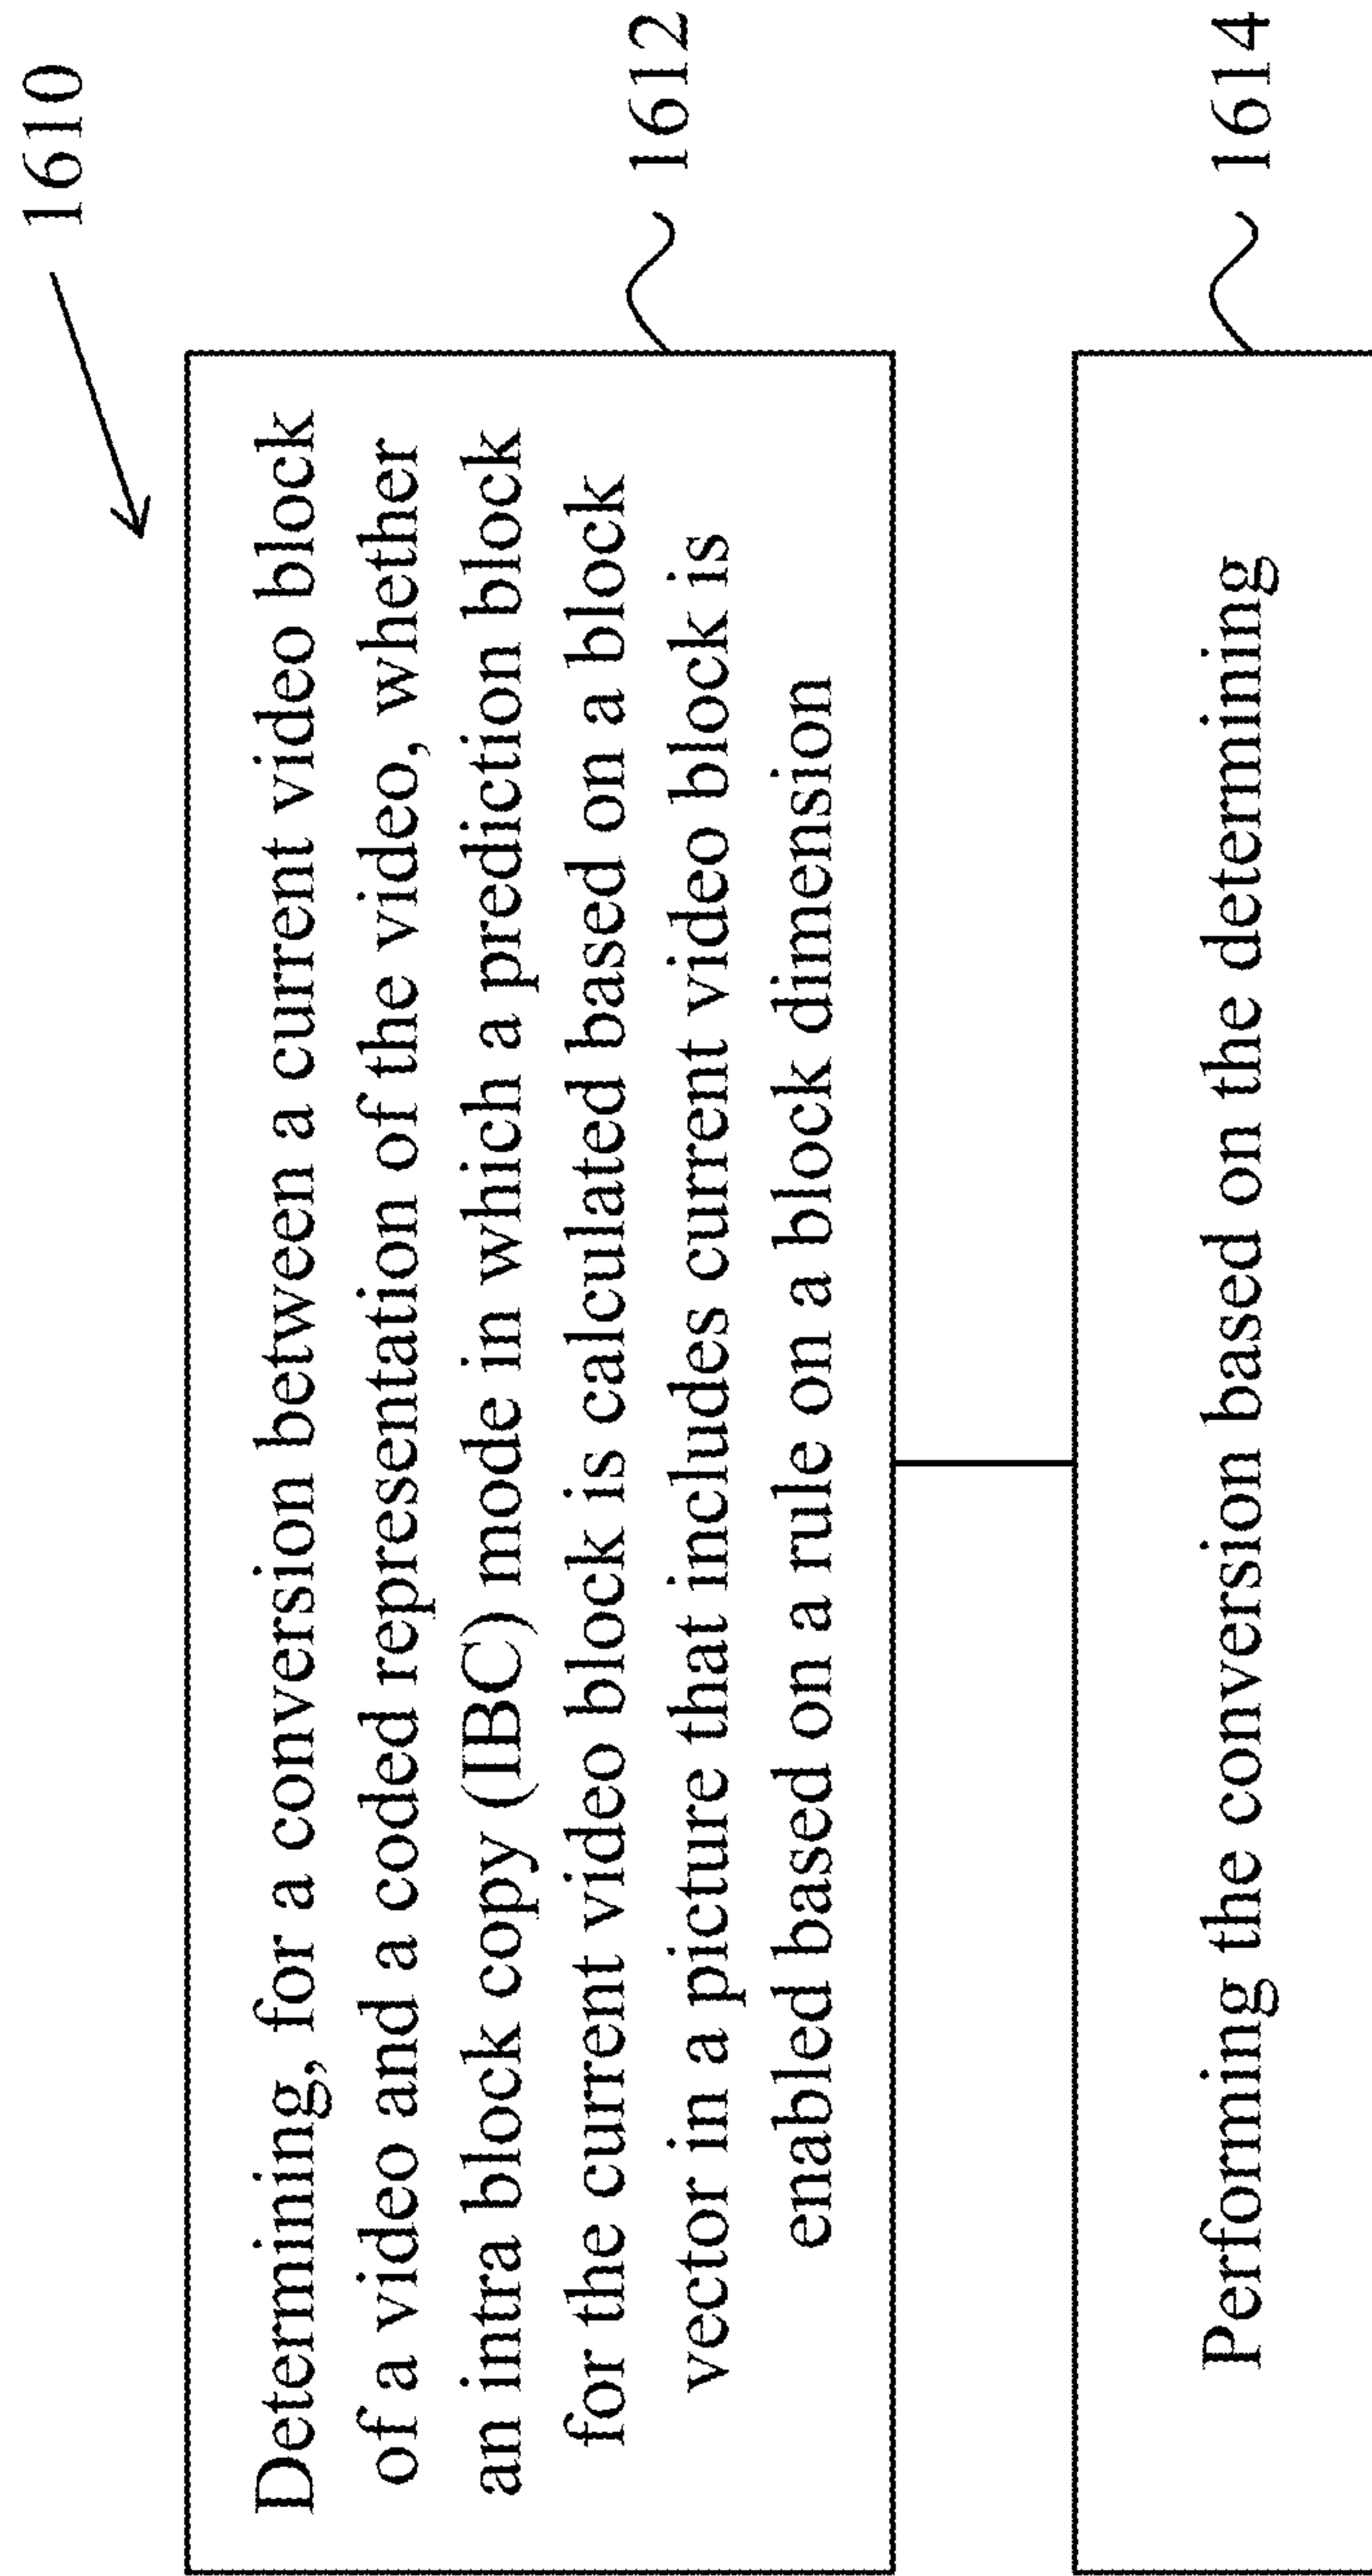 1610
Determining, for a conversion between a current video block
of a video and a coded representation of the video, whether
an intra block copy (IBC) mode in which a prediction block
for the current video block is calculated based on a block
vector in a picture that includes current video block is
enabled based on a rule on a block dimension
1612
Performing the conversion based on the determining
1614